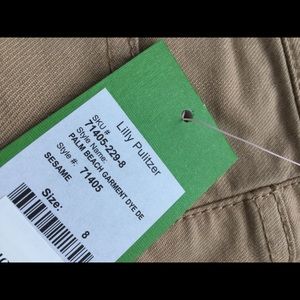 Lilly Pulitzer
SKU #
71405-229-8
Style Name:
PALM BEACH GARMENT DYE DE
Style #: 71405
SESAME
Size: 8